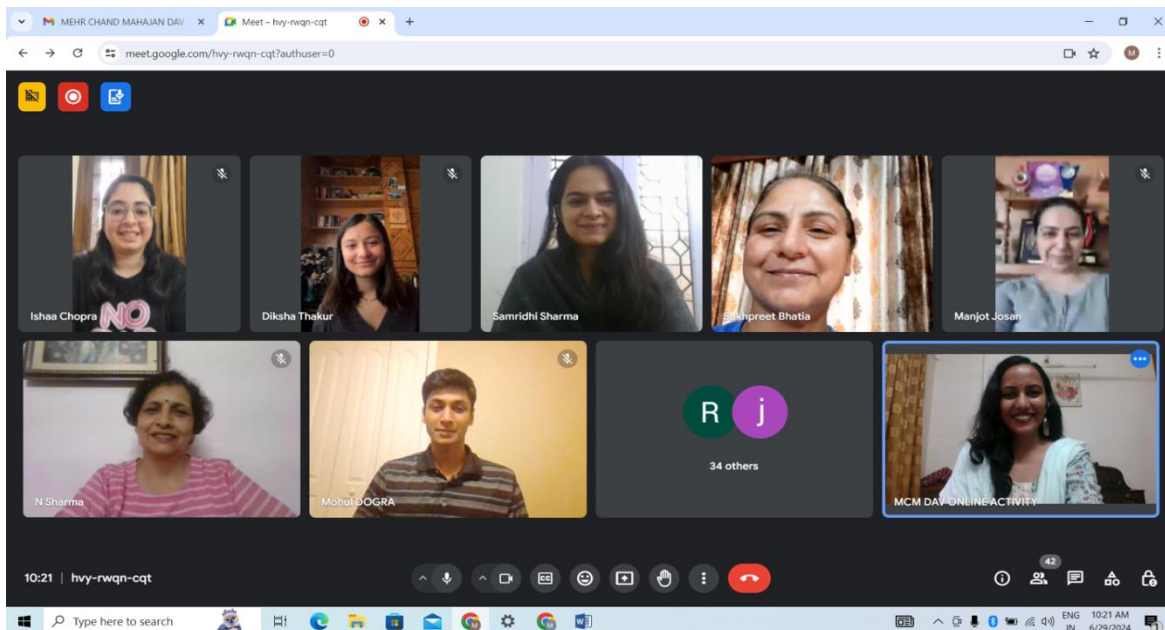 MEHR CHAND MAHAJAN DAV
Meet – hvy-rwqn-cqt
meet.google.com/hvy-rwqn-cqt?authuser=0
M
NO
Ishaa Chopra
Diksha Thakur
Samridhi Sharma
Sukhpreet Bhatia
Manjot Josan
R j
34 others
N Sharma
Mohul DOGRA
MCM DAV ONLINE ACTIVITY
10:21 | hvy-rwqn-cqt
42
Type here to search
ENG
IN
10:21 AM
6/29/2024